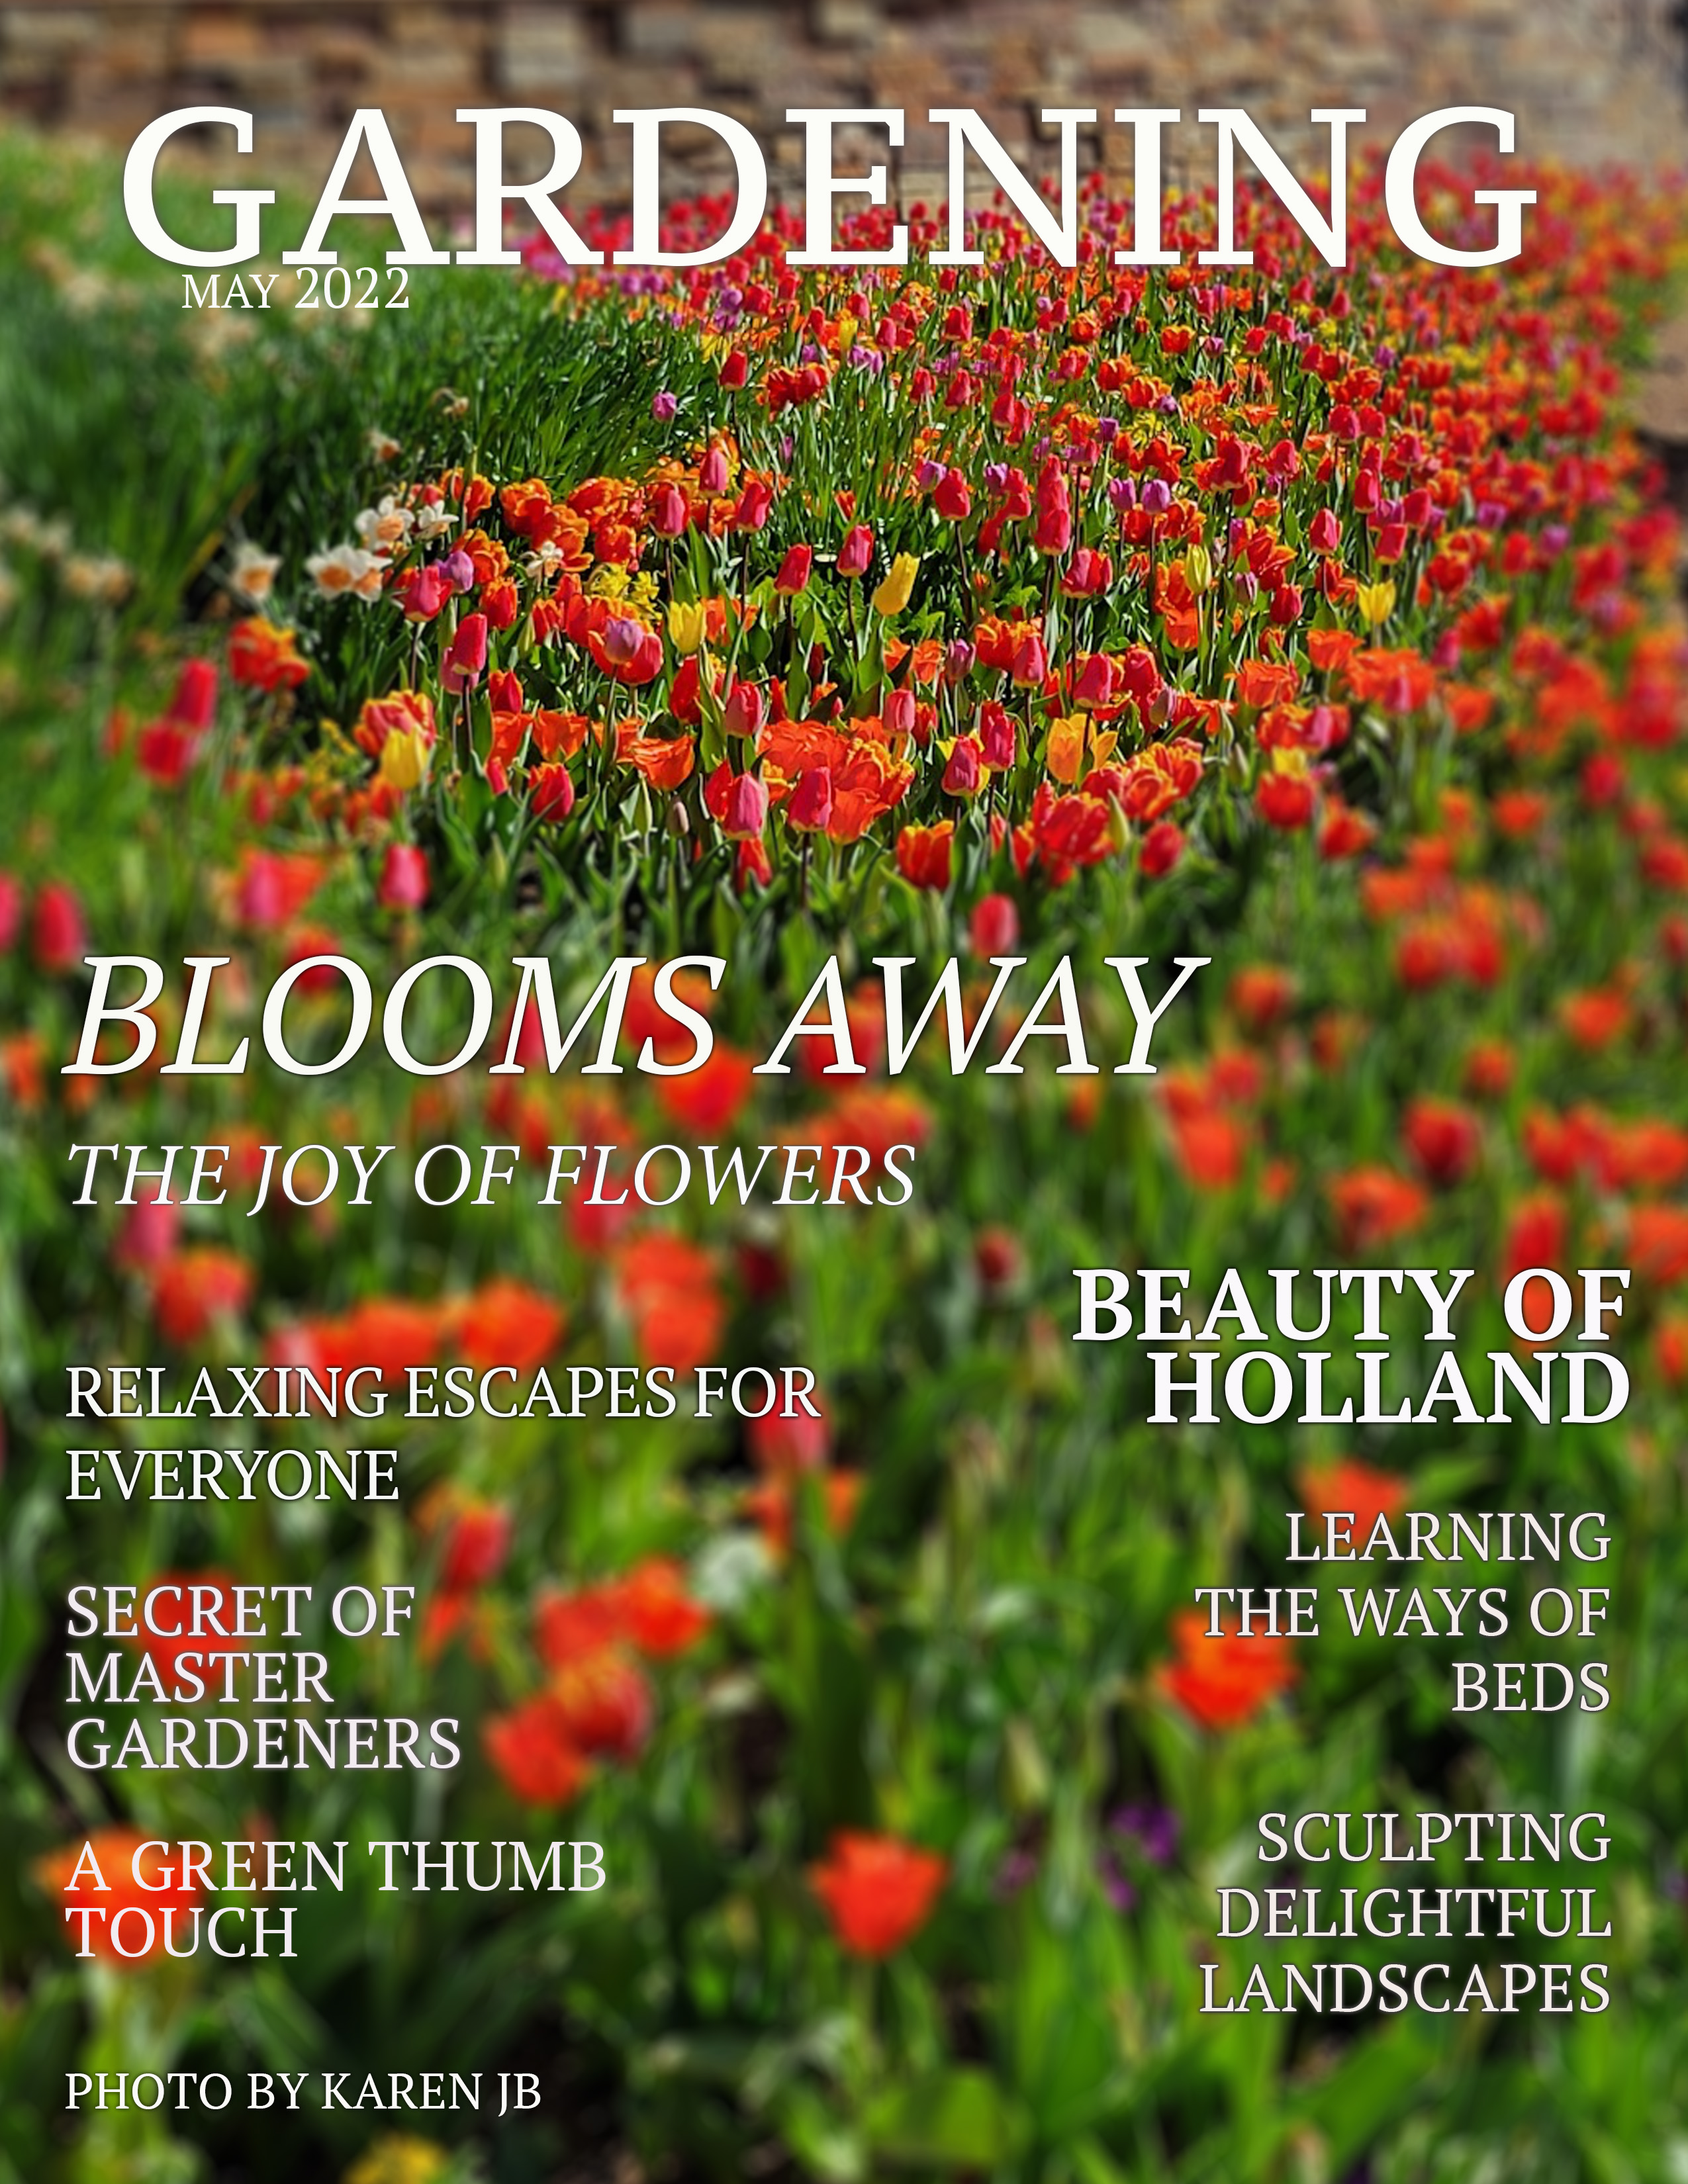 GARDENING
MAY 2022
BLOOMS AWAY
THE JOY OF FLOWERS
RELAXING ESCAPES FOR
EVERYONE
SECRET OF
MASTER
GARDENERS
A GREEN THUMB
TOUCH
PHOTO BY KAREN JB
BEAUTY OF
HOLLAND
LEARNING
THE WAYS OF
BEDS
SCULPTING
DELIGHTFUL
LANDSCAPES